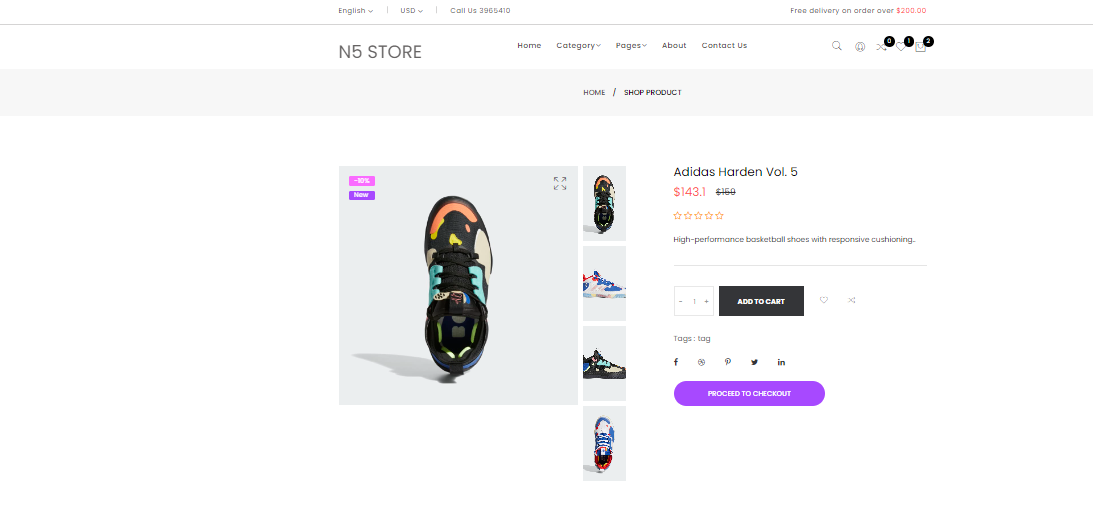 English USD Call Us 3965410 Free delivery on order over $200.00
N5 STORE Home Category Pages About Contact Us 0 1 2
HOME / SHOP PRODUCT
-10%
New
Adidas Harden Vol. 5
$143.1 $159
High-performance basketball shoes with responsive cushioning..
- 1 + ADD TO CART
Tags : tag
PROCEED TO CHECKOUT